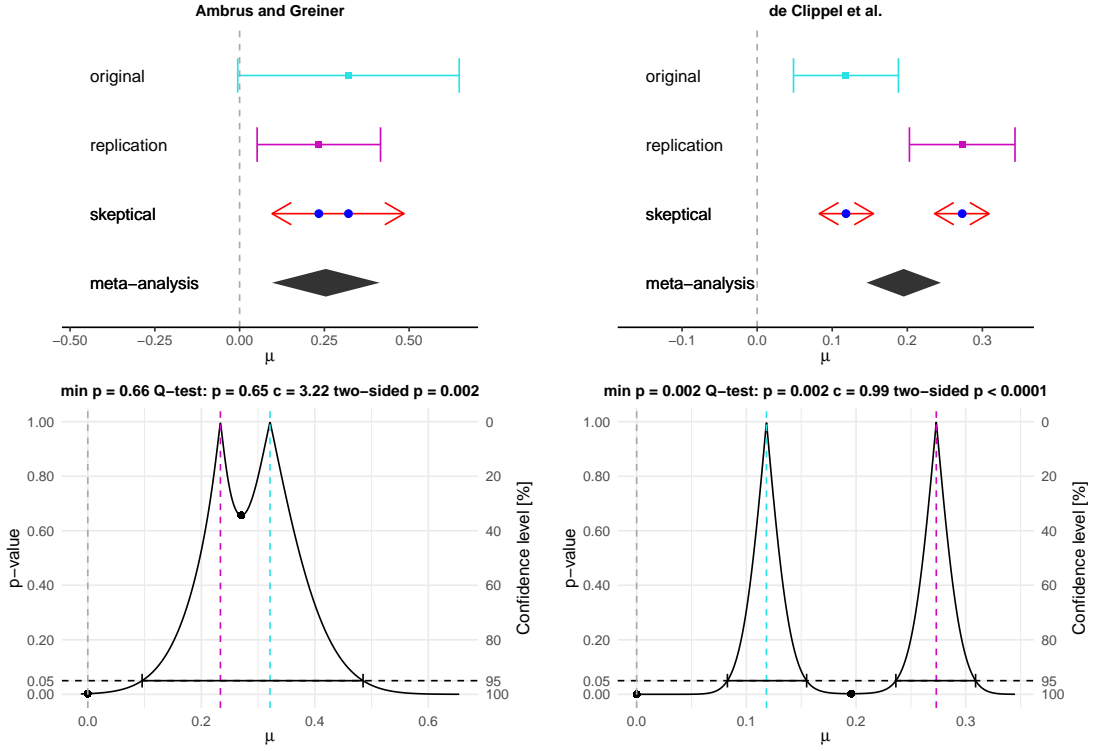 Ambrus and Greiner
original
replication
skeptical
meta−analysis
−0.50 −0.25 0.00 0.25 0.50
μ
de Clippel et al.
original
replication
skeptical
meta−analysis
−0.1 0.0 0.1 0.2 0.3
μ
min p = 0.66 Q−test: p = 0.65 c = 3.22 two−sided p = 0.002
1.00 0
0.80 20
0.60 40
0.40 60
0.20 80
0.05 95
0.00 100
p−value
Confidence level [%]
0.0 0.2 0.4 0.6
μ
min p = 0.002 Q−test: p = 0.002 c = 0.99 two−sided p < 0.0001
1.00 0
0.80 20
0.60 40
0.40 60
0.20 80
0.05 95
0.00 100
p−value
Confidence level [%]
0.0 0.1 0.2 0.3
μ